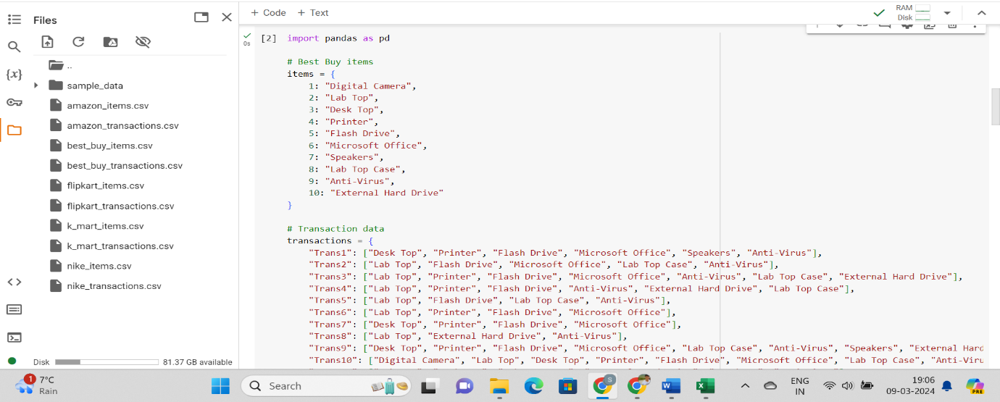 Files
+ Code + Text
RAM
Disk
{x}
..
sample_data
amazon_items.csv
amazon_transactions.csv
best_buy_items.csv
best_buy_transactions.csv
flipkart_items.csv
flipkart_transactions.csv
k_mart_items.csv
k_mart_transactions.csv
nike_items.csv
nike_transactions.csv
Disk 81.37 GB available
0s
[2] import pandas as pd
# Best Buy items
items = {
1: "Digital Camera",
2: "Lab Top",
3: "Desk Top",
4: "Printer",
5: "Flash Drive",
6: "Microsoft Office",
7: "Speakers",
8: "Lab Top Case",
9: "Anti-Virus",
10: "External Hard Drive"
}
# Transaction data
transactions = {
"Trans1": ["Desk Top", "Printer", "Flash Drive", "Microsoft Office", "Speakers", "Anti-Virus"],
"Trans2": ["Lab Top", "Flash Drive", "Microsoft Office", "Lab Top Case", "Anti-Virus"],
"Trans3": ["Lab Top", "Printer", "Flash Drive", "Microsoft Office", "Anti-Virus", "Lab Top Case", "External Hard Drive"],
"Trans4": ["Lab Top", "Printer", "Flash Drive", "Anti-Virus", "External Hard Drive", "Lab Top Case"],
"Trans5": ["Lab Top", "Flash Drive", "Lab Top Case", "Anti-Virus"],
"Trans6": ["Lab Top", "Printer", "Flash Drive", "Microsoft Office"],
"Trans7": ["Desk Top", "Printer", "Flash Drive", "Microsoft Office"],
"Trans8": ["Lab Top", "External Hard Drive", "Anti-Virus"],
"Trans9": ["Desk Top", "Printer", "Flash Drive", "Microsoft Office", "Lab Top Case", "Anti-Virus", "Speakers", "External Hard
"Trans10": ["Digital Camera", "Lab Top", "Desk Top", "Printer", "Flash Drive", "Microsoft Office", "Lab Top Case", "Anti-Viru
1
7°C
Rain
Search
S
W
X
ENG
IN
19:06
09-03-2024
PRE